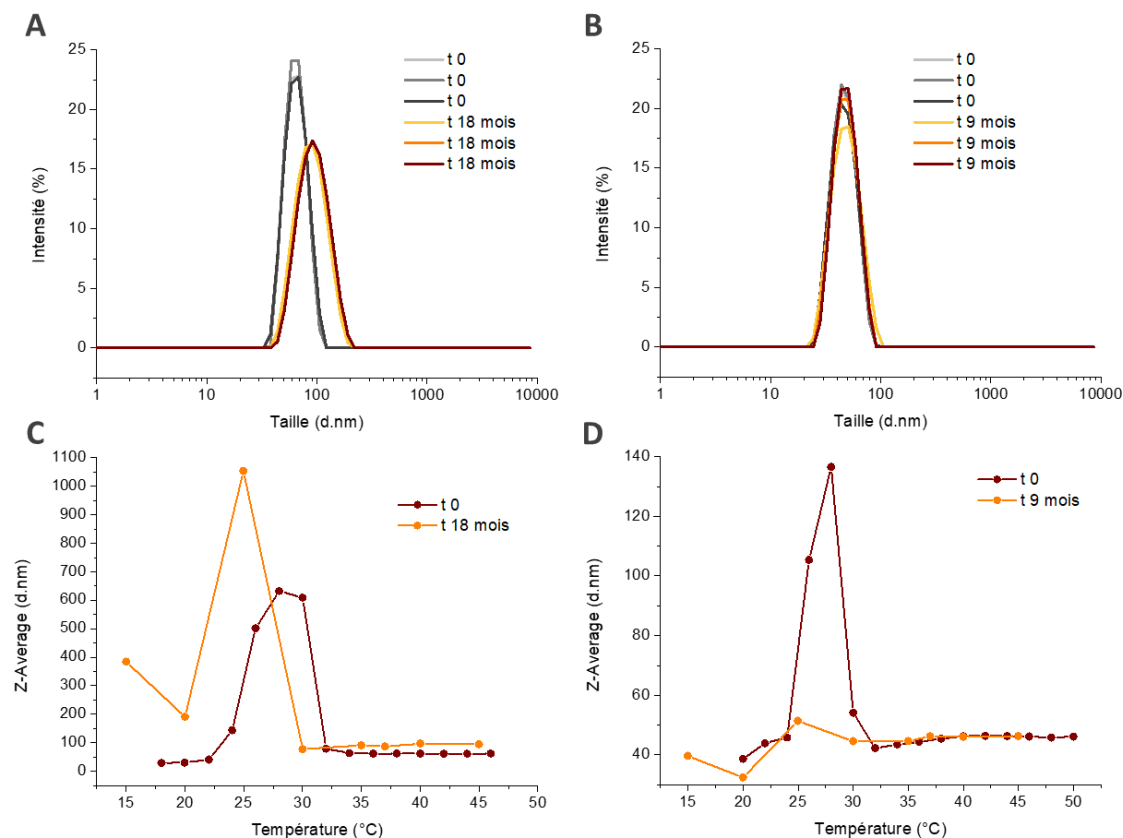 A
25
20
15
10
5
0
Intensité (%)
1
10
100
1000
10000
Taille (d.nm)
t 0
t 0
t 0
t 18 mois
t 18 mois
t 18 mois
B
25
20
15
10
5
0
Intensité (%)
1
10
100
1000
10000
Taille (d.nm)
t 0
t 0
t 0
t 9 mois
t 9 mois
t 9 mois
C
1100
1000
900
800
700
600
500
400
300
200
100
0
Z-Average (d.nm)
15
20
25
30
35
40
45
50
Température (°C)
t 0
t 18 mois
D
140
120
100
80
60
40
Z-Average (d.nm)
15
20
25
30
35
40
45
50
Température (°C)
t 0
t 9 mois